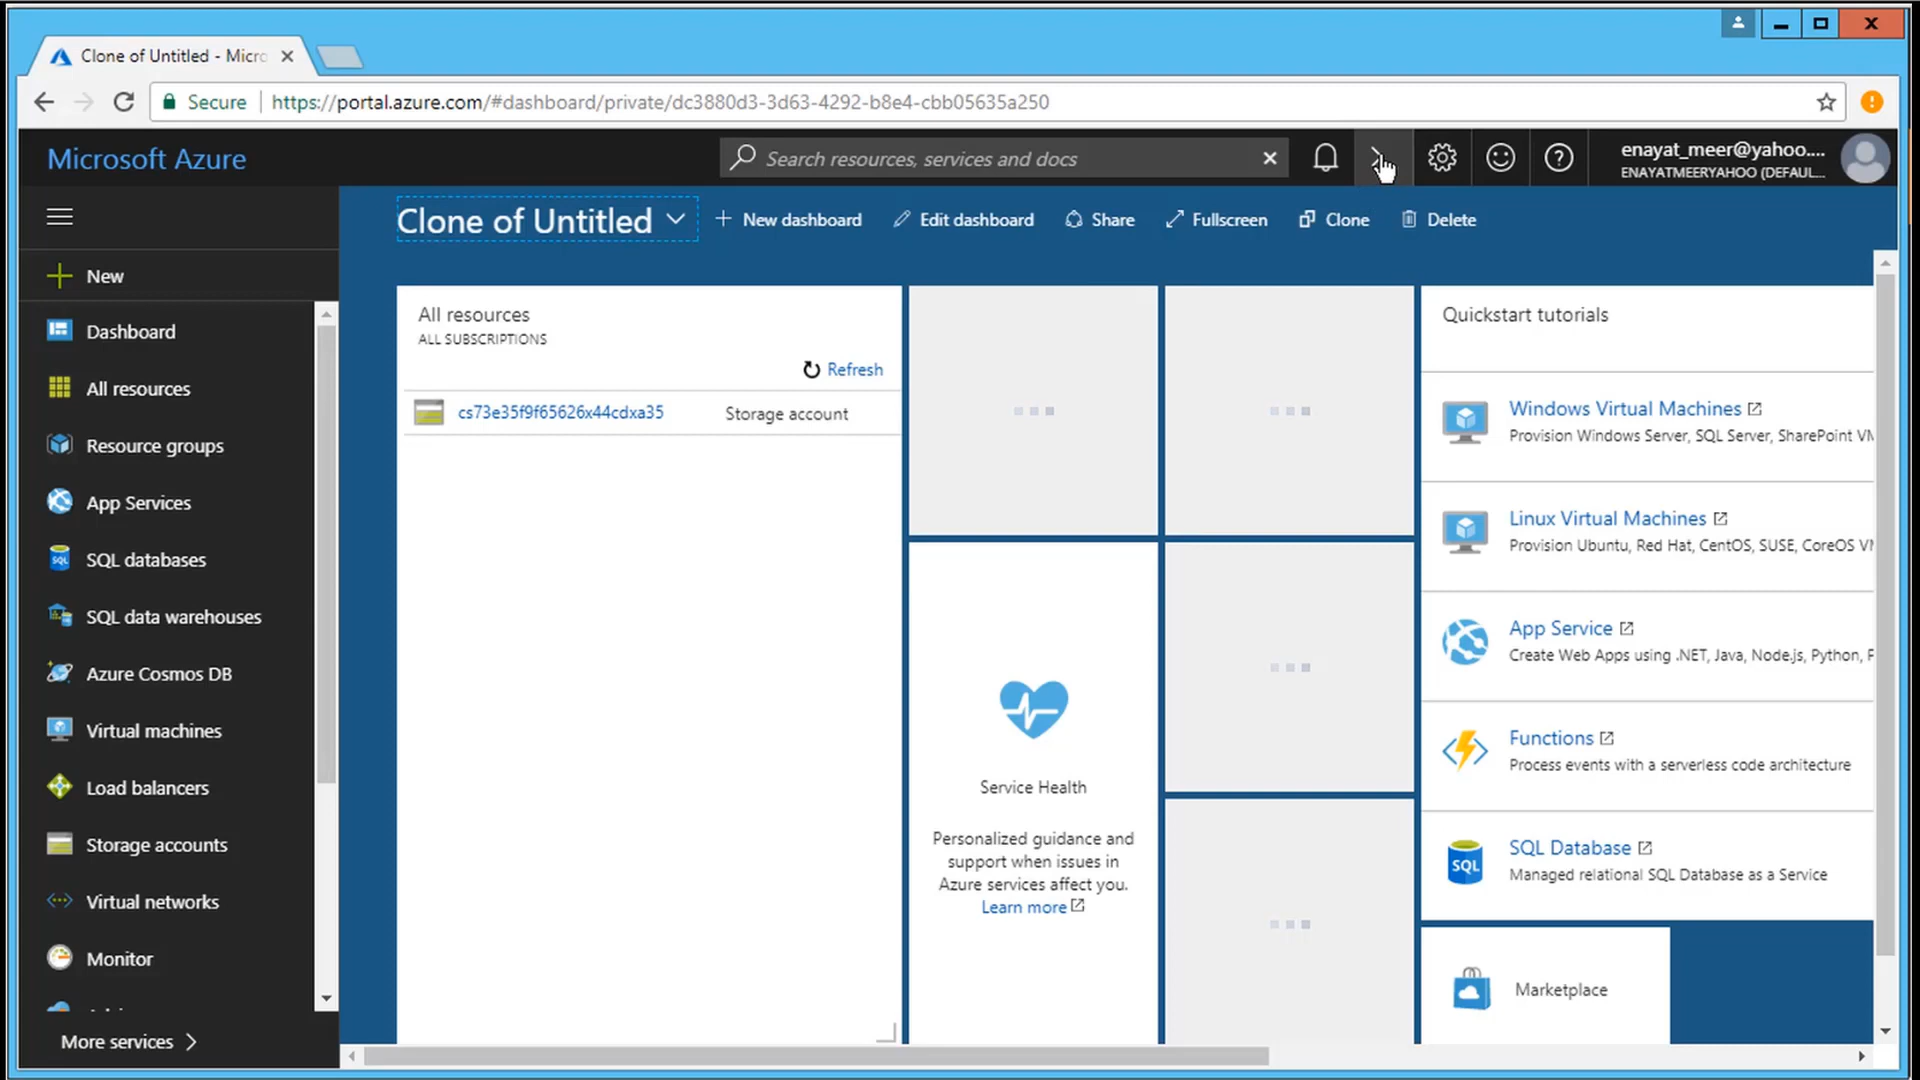 Clone of Untitled - Micro
Secure
https://portal.azure.com/#dashboard/private/dc3880d3-3d63-4292-b8e4-cbb05635a250
Microsoft Azure
Search resources, services and docs
enayat_meer@yahoo....
ENAYATMEERYAHOO (DEFAUL...
Clone of Untitled
New dashboard
Edit dashboard
Share
Fullscreen
Clone
Delete
New
Dashboard
All resources
Resource groups
App Services
SQL databases
SQL data warehouses
Azure Cosmos DB
Virtual machines
Load balancers
Storage accounts
Virtual networks
Monitor
More services
All resources
ALL SUBSCRIPTIONS
Refresh
cs73e35f9f65626x44cdxa35
Storage account
Service Health
Personalized guidance and
support when issues in
Azure services affect you.
Learn more
Quickstart tutorials
Windows Virtual Machines
Provision Windows Server, SQL Server, SharePoint VM
Linux Virtual Machines
Provision Ubuntu, Red Hat, CentOS, SUSE, CoreOS VM
App Service
Create Web Apps using .NET, Java, Node.js, Python, P
Functions
Process events with a serverless code architecture
SQL
SQL Database
Managed relational SQL Database as a Service
Marketplace